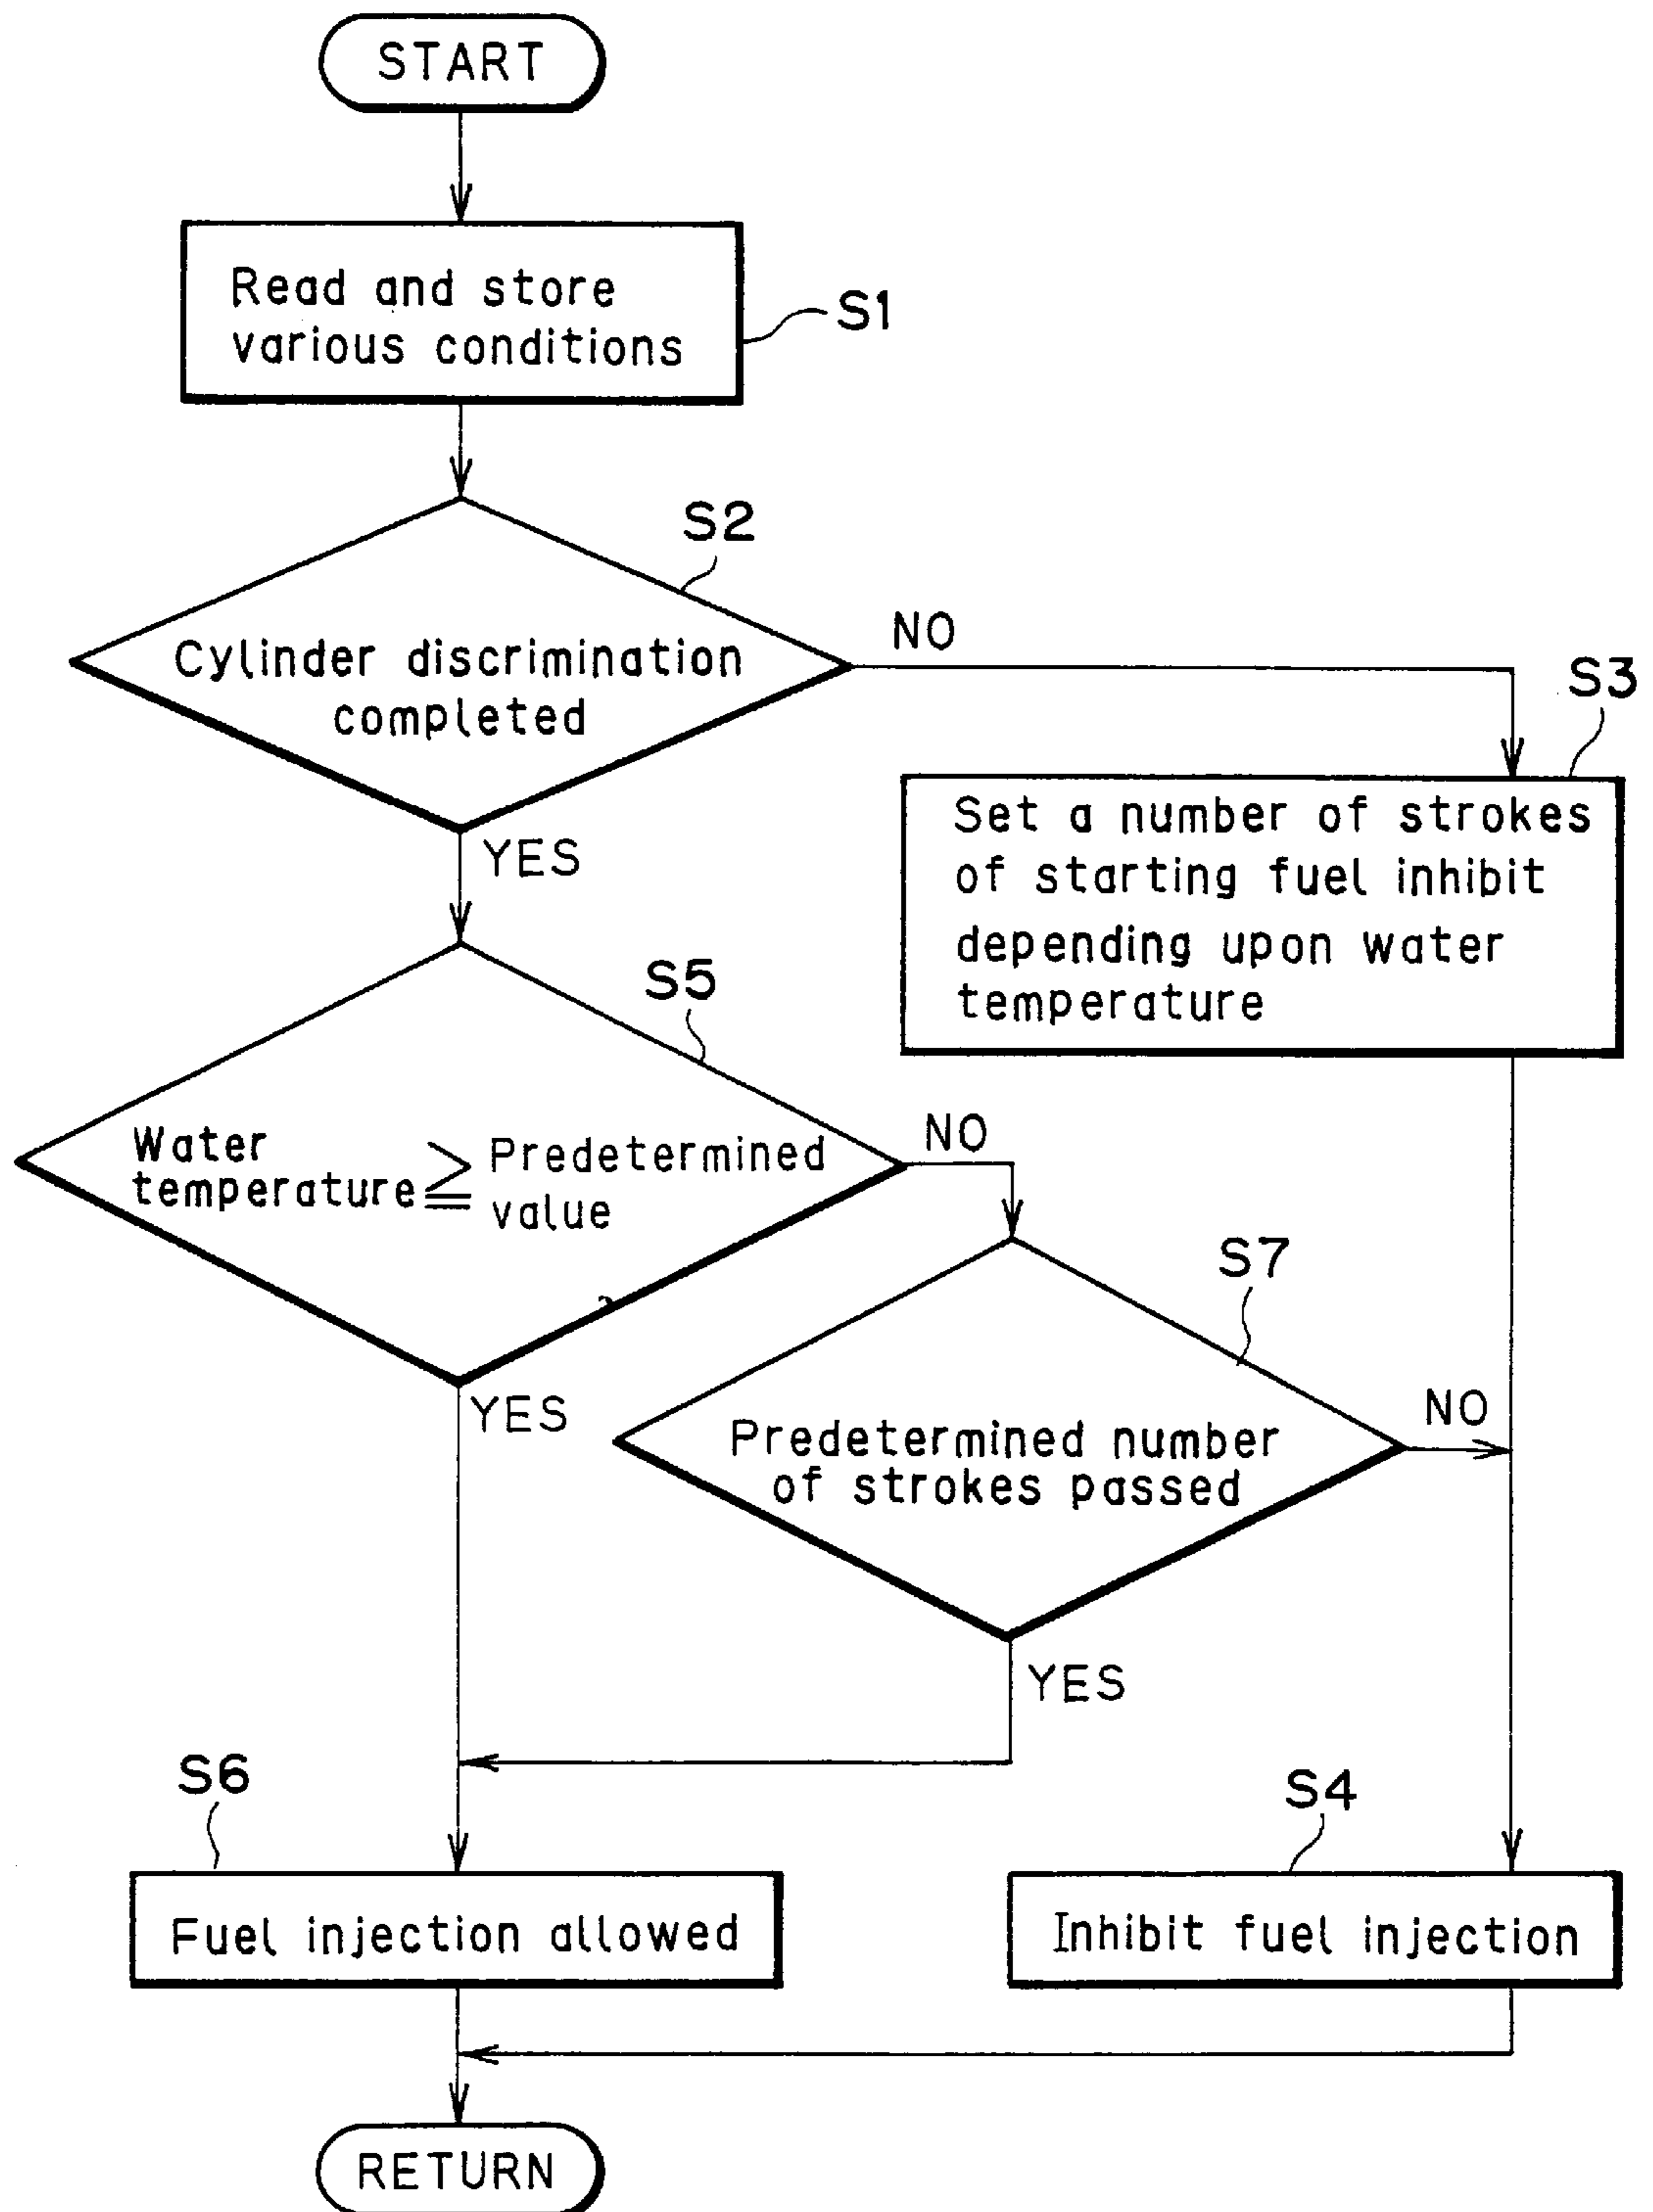 START
Read and store
various conditions
S1
S2
Cylinder discrimination
completed
NO
YES
S3
Set a number of strokes
of starting fuel inhibit
depending upon water
temperature
S5
Water
temperature ≧ Predetermined
value
NO
YES
S7
Predetermined number
of strokes passed
NO
YES
S6
Fuel injection allowed
S4
Inhibit fuel injection
RETURN